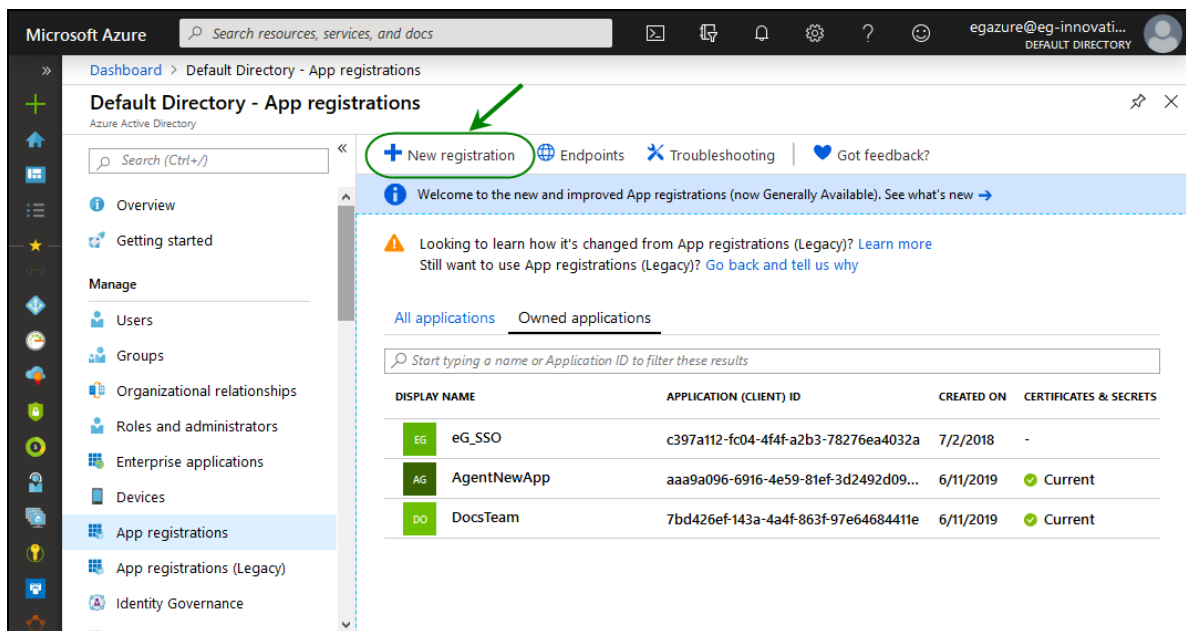 Microsoft Azure
Search resources, services, and docs
egazure@eg-innovati...
DEFAULT DIRECTORY
Dashboard > Default Directory - App registrations
Default Directory - App registrations
Azure Active Directory
Search (Ctrl+/)
Overview
Getting started
Manage
Users
Groups
Organizational relationships
Roles and administrators
Enterprise applications
Devices
App registrations
App registrations (Legacy)
Identity Governance
New registration Endpoints Troubleshooting Got feedback?
Welcome to the new and improved App registrations (now Generally Available). See what's new →
Looking to learn how it's changed from App registrations (Legacy)? Learn more
Still want to use App registrations (Legacy)? Go back and tell us why
All applications Owned applications
Start typing a name or Application ID to filter these results
DISPLAY NAME APPLICATION (CLIENT) ID CREATED ON CERTIFICATES & SECRETS
EG eG_SSO c397a112-fc04-4f4f-a2b3-78276ea4032a 7/2/2018 -
AG AgentNewApp aaa9a096-6916-4e59-81ef-3d2492d09... 6/11/2019 Current
DO DocsTeam 7bd426ef-143a-4a4f-863f-97e64684411e 6/11/2019 Current